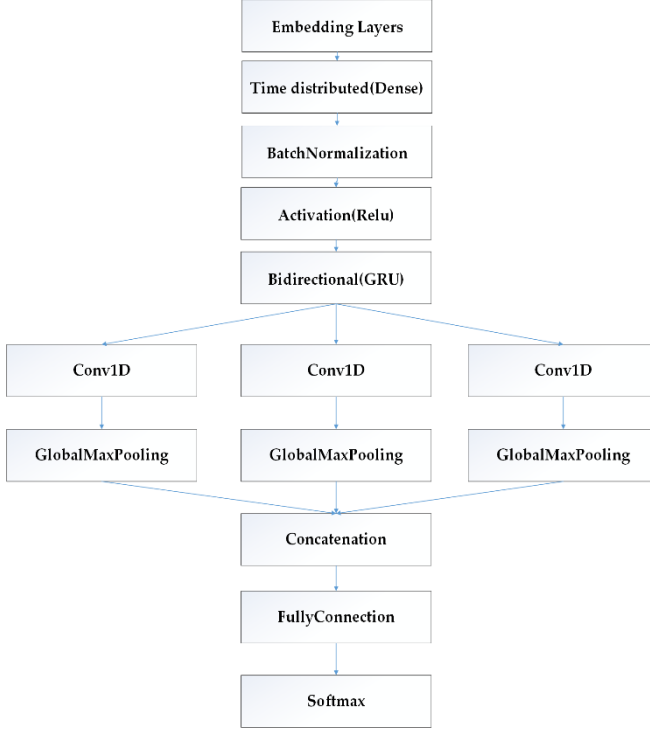 Embedding Layers
Time distributed(Dense)
BatchNormalization
Activation(Relu)
Bidirectional(GRU)
Conv1D
Conv1D
Conv1D
GlobalMaxPooling
GlobalMaxPooling
GlobalMaxPooling
Concatenation
FullyConnection
Softmax